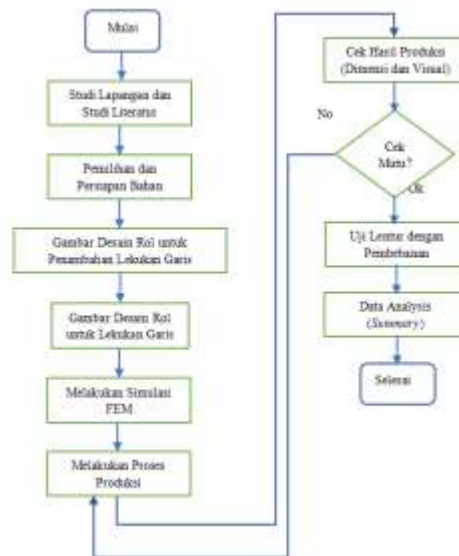 Mulai
Studi Lapangan dan
Studi Literatur
Pemilihan dan
Persiapan Bahan
Gambar Desain Rol untuk
Penambahan Lekukan Garis
Gambar Desain Rol
untuk Lekukan Garis
Melakukan Simulasi
FEM
Melakukan Proses
Produksi
Cek Hasil Produksi
(Dimensi dan Visual)
No
Cek
Mutu?
Ok
Uji Lentur dengan
Pembebanan
Data Analysis
(Summary)
Selesai